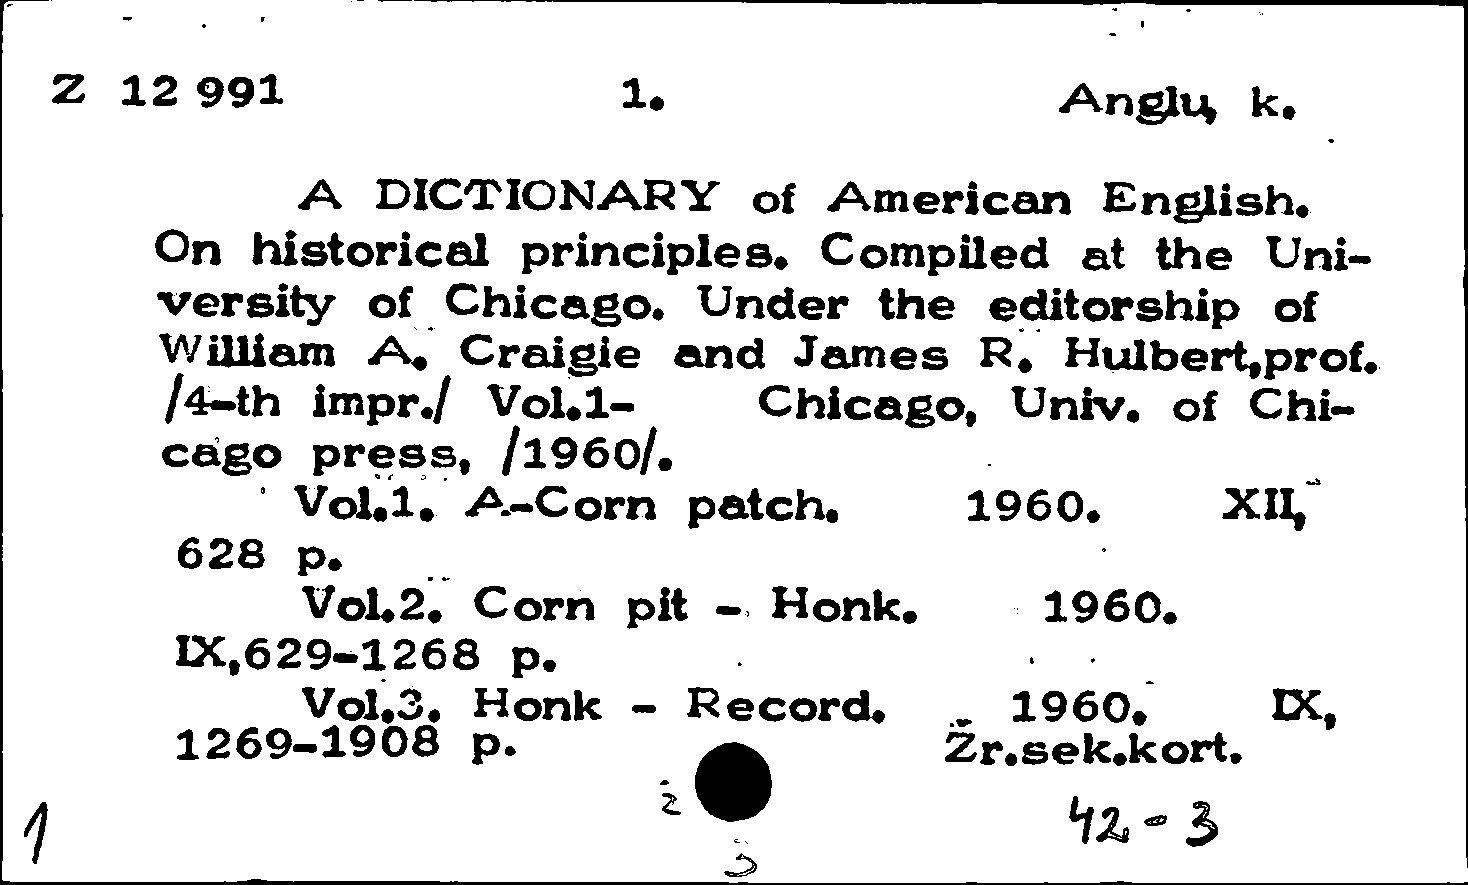 Z 12 991 1. Anglų k.
A DICTIONARY of American English.
On historical principles. Compiled at the Uni-
versity of Chicago. Under the editorship of
William A. Craigie and James R. Hulbert,prof.
/4-th impr./ Vol.1- Chicago, Univ. of Chi-
cago press, /1960/.
Vol.1. A-Corn patch. 1960. XII,
628 p.
Vol.2. Corn pit - Honk. 1960.
IX,629-1268 p.
Vol.3. Honk - Record. 1960. IX,
1269-1908 p. Žr.sek.kort.
2
42-3
1